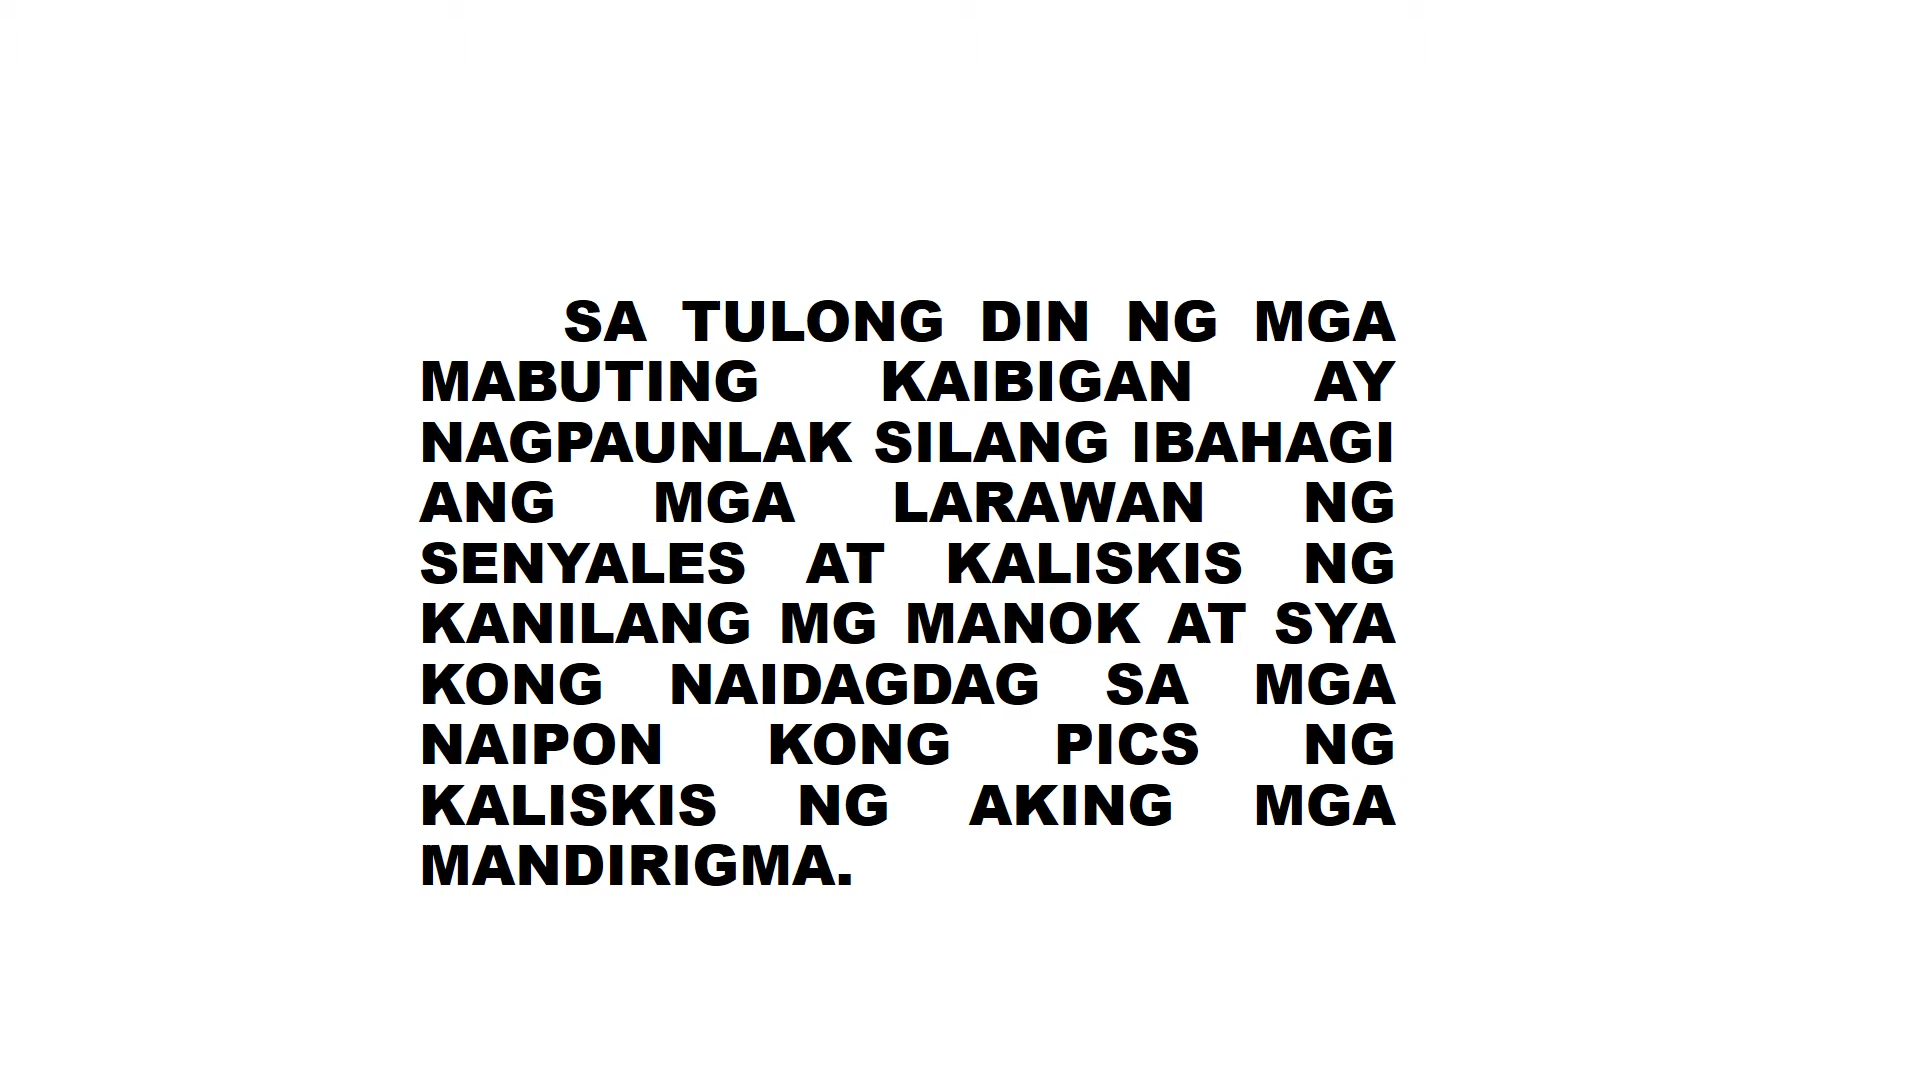 SA TULONG DIN NG MGA
MABUTING KAIBIGAN AY
NAGPAUNLAK SILANG IBAHAGI
ANG MGA LARAWAN NG
SENYALES AT KALISKIS NG
KANILANG MG MANOK AT SYA
KONG NAIDAGDAG SA MGA
NAIPON KONG PICS NG
KALISKIS NG AKING MGA
MANDIRIGMA.